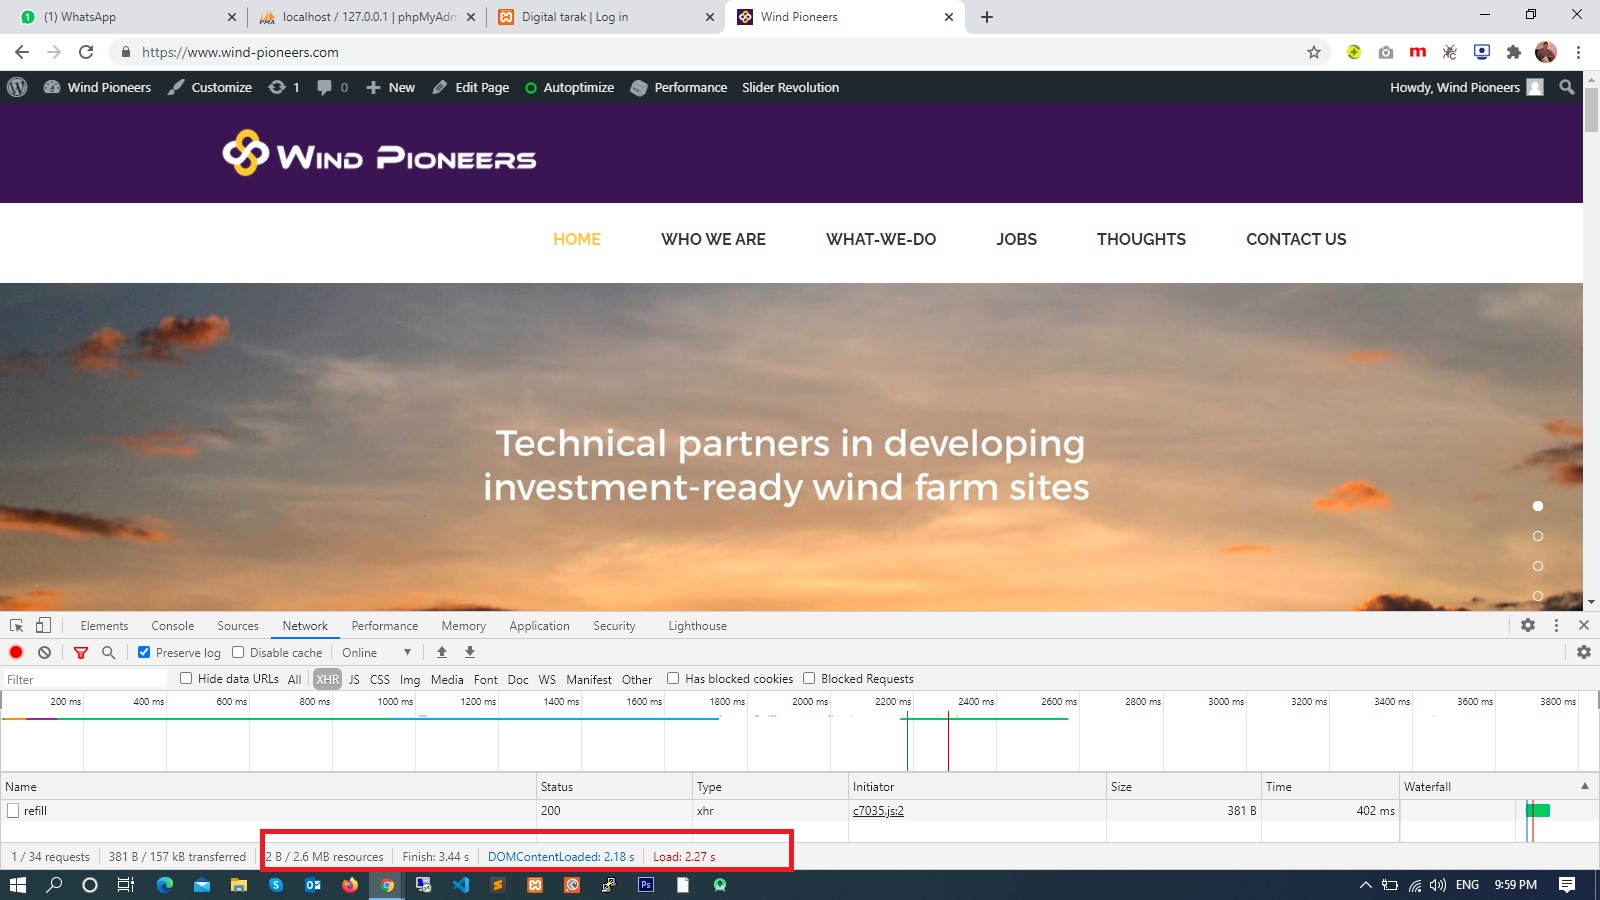 (1) WhatsApp
localhost / 127.0.0.1 | phpMyAdm
Digital tarak | Log in
Wind Pioneers
https://www.wind-pioneers.com
Wind Pioneers Customize 1 0 New Edit Page Autoptimize Performance Slider Revolution Howdy, Wind Pioneers
WIND PIONEERS
HOME WHO WE ARE WHAT-WE-DO JOBS THOUGHTS CONTACT US
Technical partners in developing
investment-ready wind farm sites
Elements Console Sources Network Performance Memory Application Security Lighthouse
Preserve log Disable cache Online
Filter Hide data URLs All XHR JS CSS Img Media Font Doc WS Manifest Other Has blocked cookies Blocked Requests
200 ms 400 ms 600 ms 800 ms 1000 ms 1200 ms 1400 ms 1600 ms 1800 ms 2000 ms 2200 ms 2400 ms 2600 ms 2800 ms 3000 ms 3200 ms 3400 ms 3600 ms 3800 ms
Name Status Type Initiator Size Time Waterfall
refill 200 xhr c7035.js:2 381 B 402 ms
1 / 34 requests 381 B / 157 kB transferred 2 B / 2.6 MB resources Finish: 3.44 s DOMContentLoaded: 2.18 s Load: 2.27 s
ENG 9:59 PM